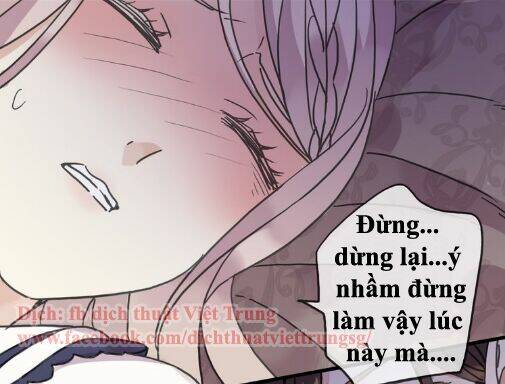 Đừng...
dừng lại...ý
nhầm đừng
làm vậy lúc
này mà....
Dịch: fb dịch thuật Việt Trung
www.facebook.com/dichthuatviettrungsg/